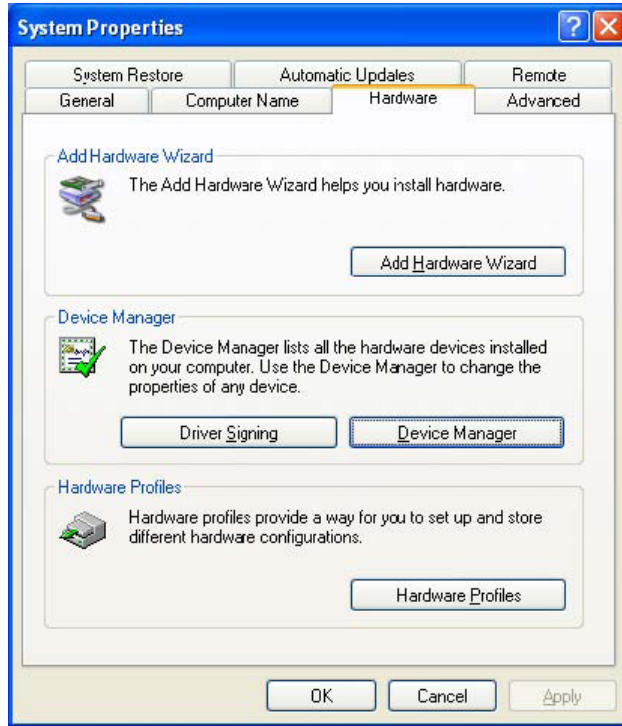 System Properties
System Restore Automatic Updates Remote
General Computer Name Hardware Advanced
Add Hardware Wizard
The Add Hardware Wizard helps you install hardware.
Add Hardware Wizard
Device Manager
The Device Manager lists all the hardware devices installed
on your computer. Use the Device Manager to change the
properties of any device.
Driver Signing Device Manager
Hardware Profiles
Hardware profiles provide a way for you to set up and store
different hardware configurations.
Hardware Profiles
OK Cancel Apply